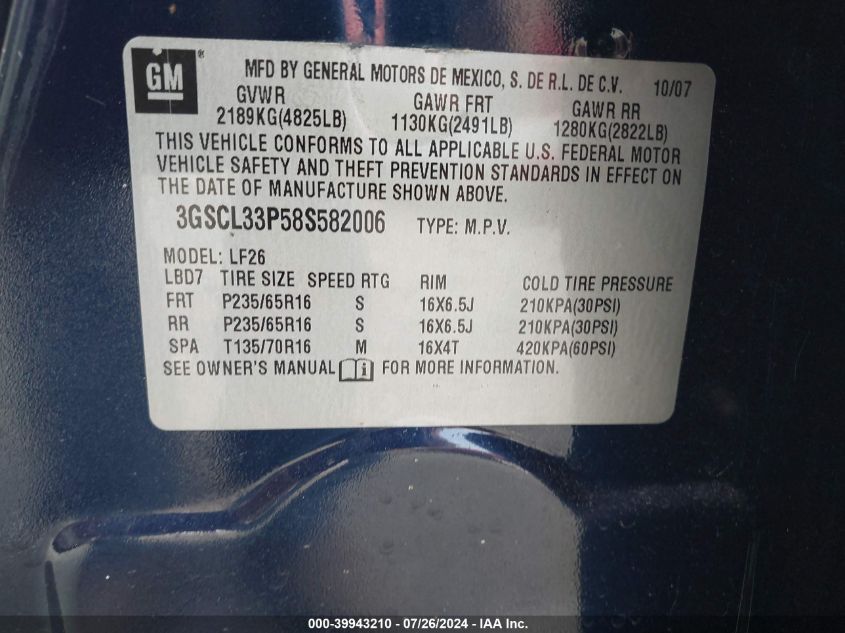 GM®
MFD BY GENERAL MOTORS DE MEXICO, S. DE R.L. DE C.V. 10/07
GVWR GAWR FRT GAWR RR
2189KG(4825LB) 1130KG(2491LB) 1280KG(2822LB)
THIS VEHICLE CONFORMS TO ALL APPLICABLE U.S. FEDERAL MOTOR
VEHICLE SAFETY AND THEFT PREVENTION STANDARDS IN EFFECT ON
THE DATE OF MANUFACTURE SHOWN ABOVE.
3GSCL33P58S582006 TYPE: M.P.V.
MODEL: LF26
LBD7 TIRE SIZE SPEED RTG RIM COLD TIRE PRESSURE
FRT P235/65R16 S 16X6.5J 210KPA(30PSI)
RR P235/65R16 S 16X6.5J 210KPA(30PSI)
SPA T135/70R16 M 16X4T 420KPA(60PSI)
SEE OWNER'S MANUAL i FOR MORE INFORMATION.
000-39943210 - 07/26/2024 - IAA Inc.